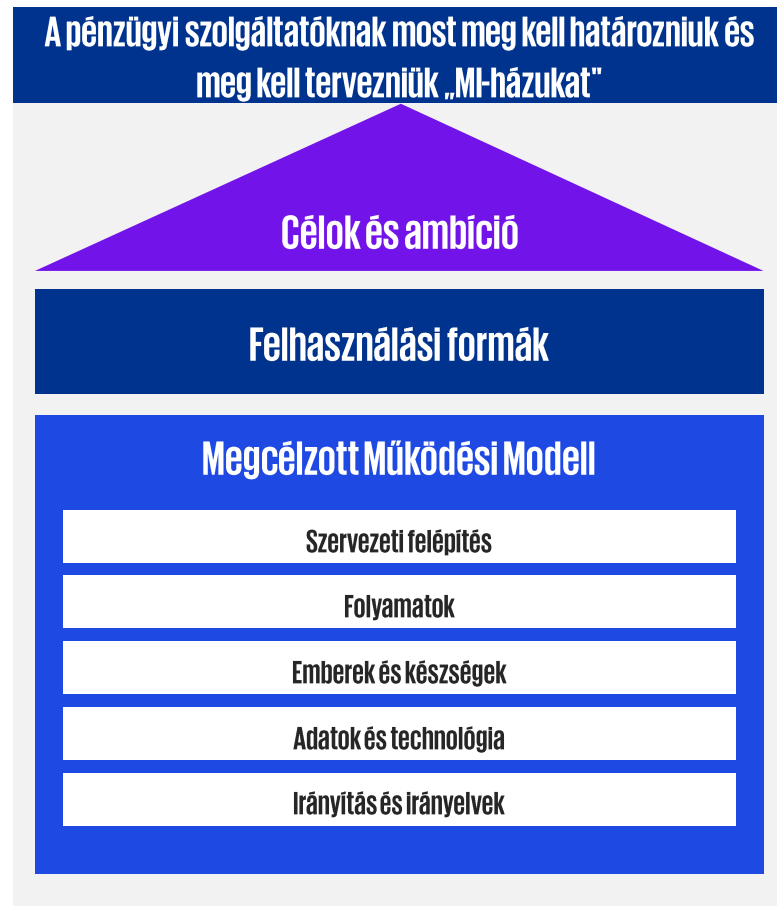 A pénzügyi szolgáltatóknak most meg kell határozniuk és
meg kell tervezniük „MI-házukat"
Célok és ambíció
Felhasználási formák
Megcélzott Működési Modell
Szervezeti felépítés
Folyamatok
Emberek és készségek
Adatok és technológia
Irányítás és irányelvek